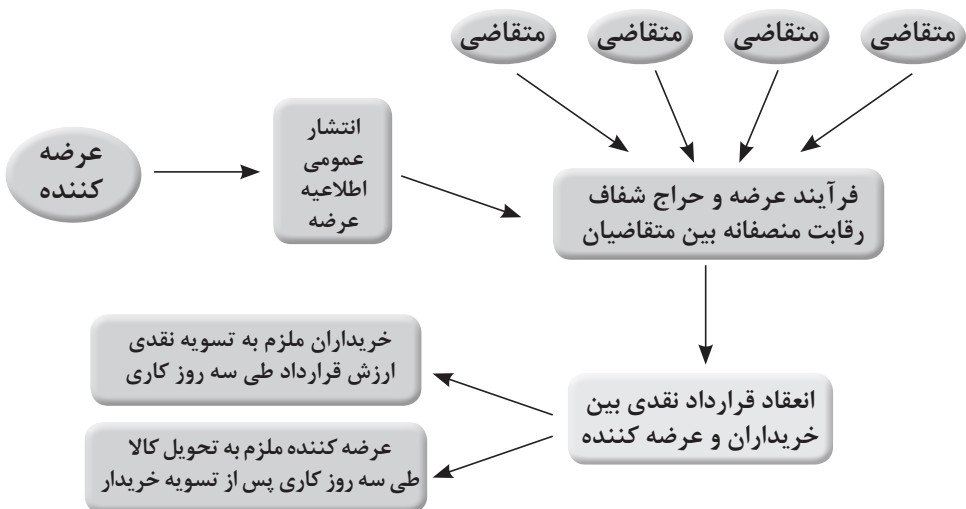 متقاضی
متقاضی
متقاضی
متقاضی
عرضه
کننده
انتشار
عمومی
اطلاعیه
عرضه
فرآیند عرضه و حراج شفاف
رقابت منصفانه بین متقاضیان
انعقاد قرارداد نقدی بین
خریداران و عرضه کننده
خریداران ملزم به تسویه نقدی
ارزش قرارداد طی سه روز کاری
عرضه کننده ملزم به تحویل کالا
طی سه روز کاری پس از تسویه خریدار